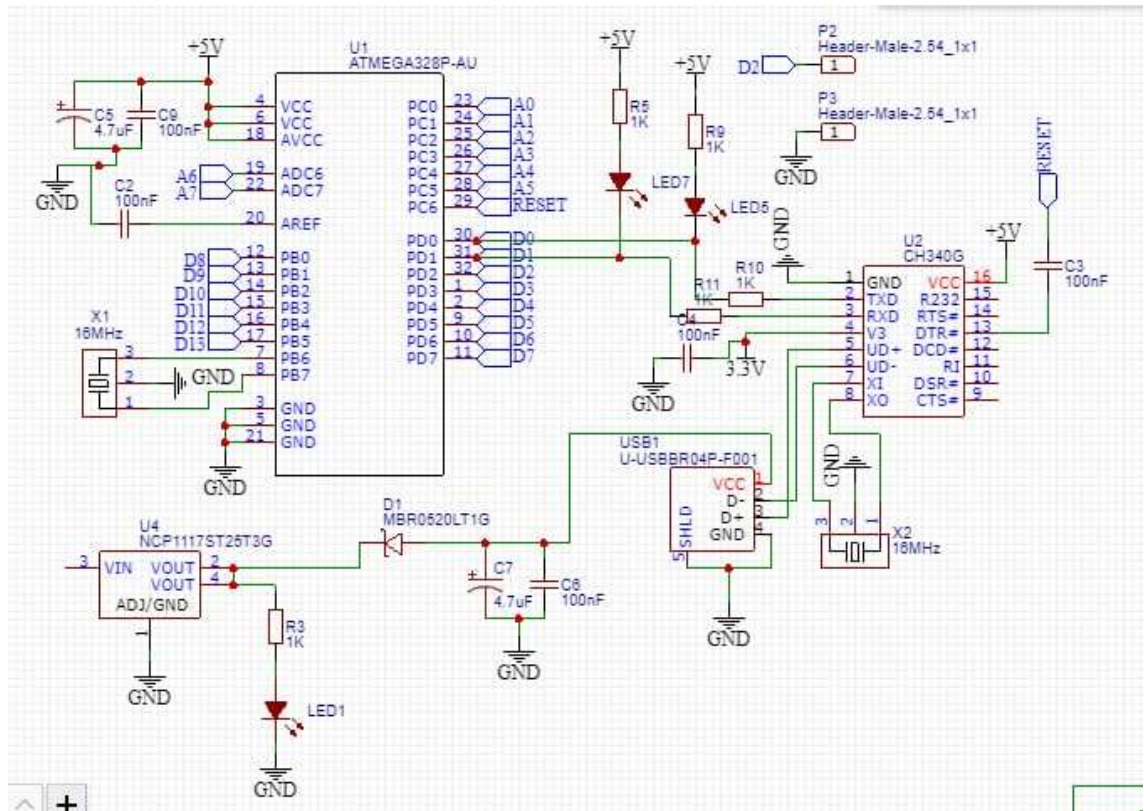 +5V
C5
4.7uF
C9
100nF
GND
C2
100nF
U1
ATMEGA328P-AU
4 VCC
6 VCC
18 AVCC
A6 19 ADC6
A7 22 ADC7
20 AREF
D8 12 PB0
D9 13 PB1
D10 14 PB2
D11 15 PB3
D12 16 PB4
D13 17 PB5
7 PB6
8 PB7
3 GND
5 GND
21 GND
GND
PC0 23 A0
PC1 24 A1
PC2 25 A2
PC3 26 A3
PC4 27 A4
PC5 28 A5
PC6 29 RESET
PD0 30 D0
PD1 31 D1
PD2 32 D2
PD3 1 D3
PD4 2 D4
PD5 9 D5
PD6 10 D6
PD7 11 D7
X1
16MHz
3
2
1
GND
+5V
R5
1K
LED7
+5V
R9
1K
LED5
P2
Header-Male-2.54_1x1
D2 1
P3
Header-Male-2.54_1x1
1
GND
RESET
C3
100nF
GND
R10
1K
R11
C4
100nF
GND
3.3V
U2
CH340G
+5V
1 GND VCC 16
2 TXD R232 15
3 RXD RTS# 14
4 V3 DTR# 13
5 UD+ DCD# 12
6 UD- RI 11
7 XI DSR# 10
8 XO CTS# 9
USB1
U-USBBR04P-F001
VCC 1
D- 2
D+ 3
GND 4
SHLD 5
GND
GND
3 2 1
X2
16MHz
D1
MBR0520LT1G
C7
4.7uF
C6
100nF
GND
U4
NCP1117ST25T3G
3 VIN VOUT 2
VOUT 4
ADJ/GND
1
GND
R3
1K
LED1
GND